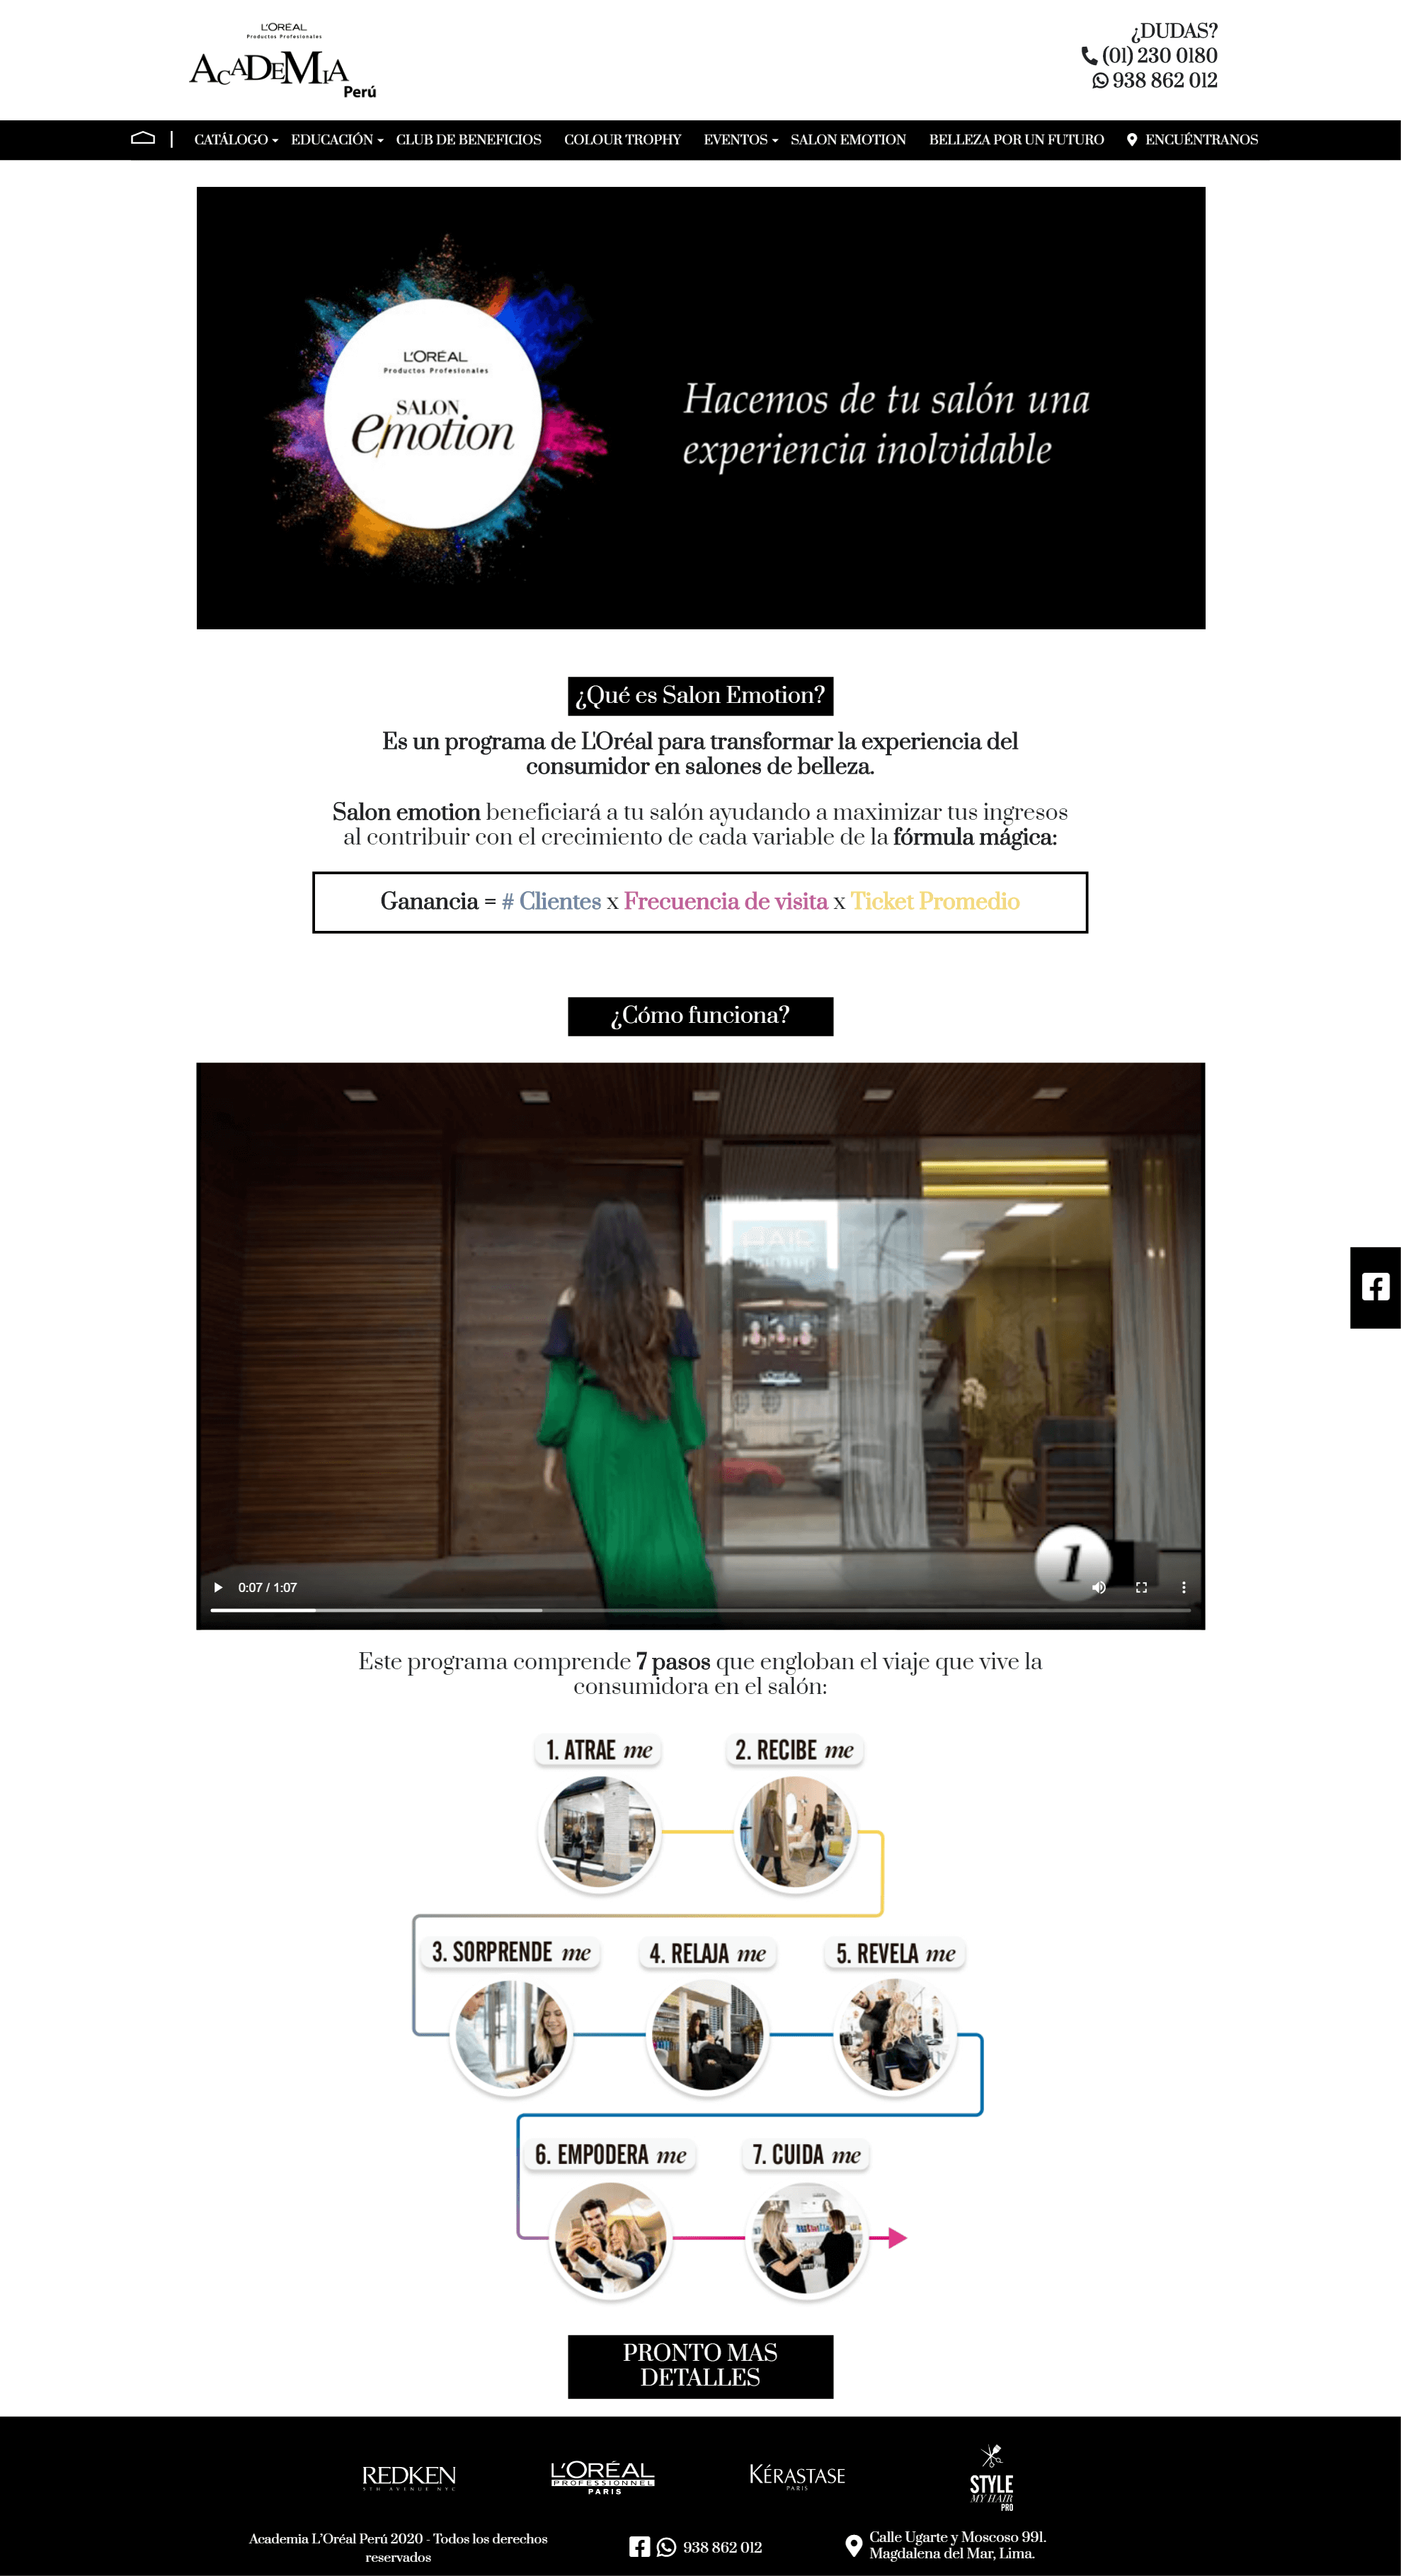 L'ORÉAL
Productos Profesionales
ACADEMIA
Perú
¿DUDAS?
(01) 230 0180
938 862 012
CATÁLOGO EDUCACIÓN CLUB DE BENEFICIOS COLOUR TROPHY EVENTOS SALON EMOTION BELLEZA POR UN FUTURO ENCUÉNTRANOS
L'ORÉAL
Productos Profesionales
SALON
emotion
Hacemos de tu salón una
experiencia inolvidable
¿Qué es Salon Emotion?
Es un programa de L'Oréal para transformar la experiencia del
consumidor en salones de belleza.
Salon emotion beneficiará a tu salón ayudando a maximizar tus ingresos
al contribuir con el crecimiento de cada variable de la fórmula mágica:
Ganancia = # Clientes x Frecuencia de visita x Ticket Promedio
¿Cómo funciona?
1
0:07 / 1:07
Este programa comprende 7 pasos que engloban el viaje que vive la
consumidora en el salón:
1. ATRAE me 2. RECIBE me
3. SORPRENDE me 4. RELAJA me 5. REVELA me
6. EMPODERA me 7. CUIDA me
PRONTO MAS
DETALLES
REDKEN
5TH AVENUE NYC
L'ORÉAL
PROFESSIONNEL
PARIS
KÉRASTASE
PARIS
STYLE
MY HAIR
PRO
Academia L'Oréal Perú 2020 - Todos los derechos
reservados
938 862 012
Calle Ugarte y Moscoso 991.
Magdalena del Mar, Lima.